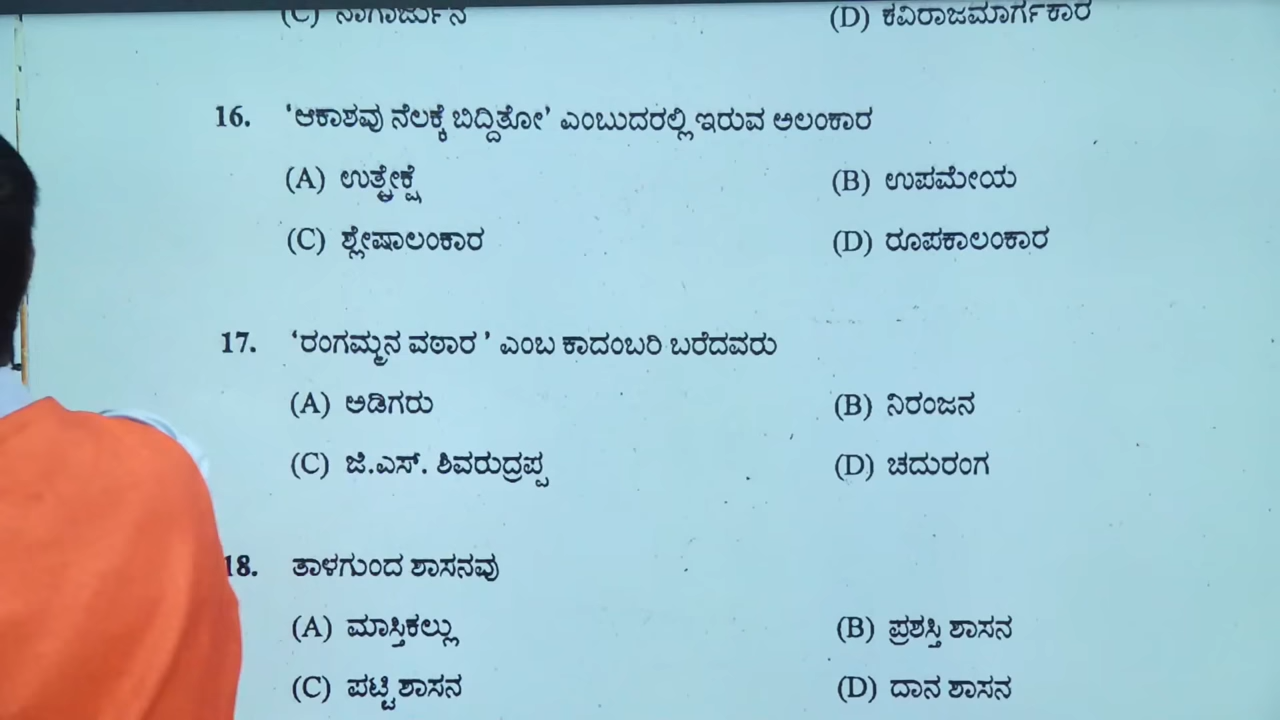 (C) ನಾಗಾರ್ಜುನ (D) ಕವಿರಾಜಮಾರ್ಗಕಾರ
16. 'ಆಕಾಶವು ನೆಲಕ್ಕೆ ಬಿದ್ದಿತೋ' ಎಂಬುದರಲ್ಲಿ ಇರುವ ಅಲಂಕಾರ
(A) ಉತ್ಪ್ರೇಕ್ಷೆ (B) ಉಪಮೇಯ
(C) ಶ್ಲೇಷಾಲಂಕಾರ (D) ರೂಪಕಾಲಂಕಾರ
17. 'ರಂಗಮ್ಮನ ವಠಾರ' ಎಂಬ ಕಾದಂಬರಿ ಬರೆದವರು
(A) ಅಡಿಗರು (B) ನಿರಂಜನ
(C) ಜಿ.ಎಸ್. ಶಿವರುದ್ರಪ್ಪ (D) ಚದುರಂಗ
18. ತಾಳಗುಂದ ಶಾಸನವು
(A) ಮಾಸ್ತಿಕಲ್ಲು (B) ಪ್ರಶಸ್ತಿ ಶಾಸನ
(C) ಪಟ್ಟಿ ಶಾಸನ (D) ದಾನ ಶಾಸನ